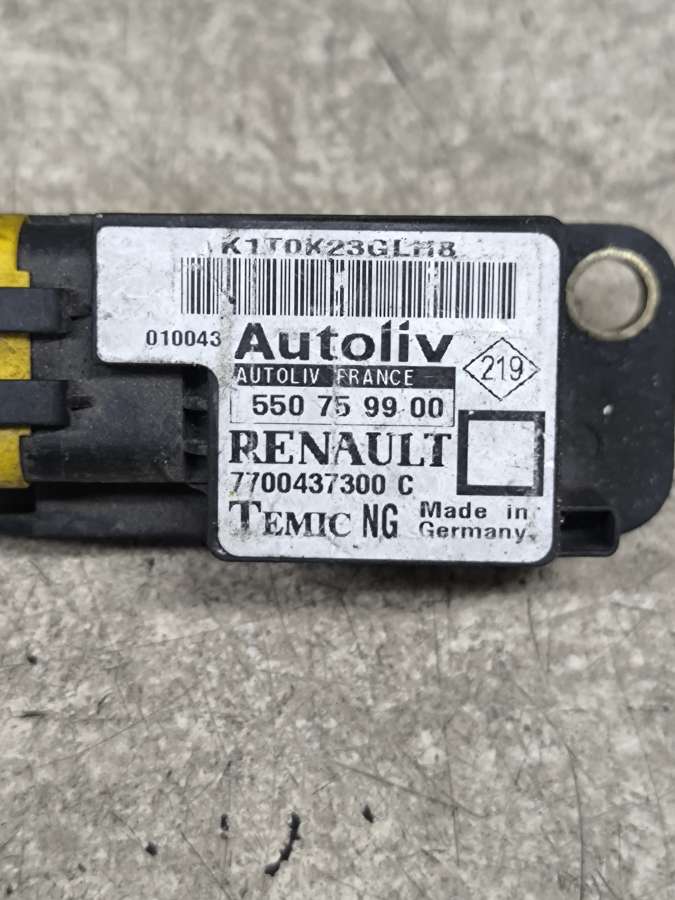 K1T0K23GLH8
010043 Autoliv
219
AUTOLIV FRANCE
550 75 99 00
RENAULT
7700437300 C
TEMIC NG Made in Germany